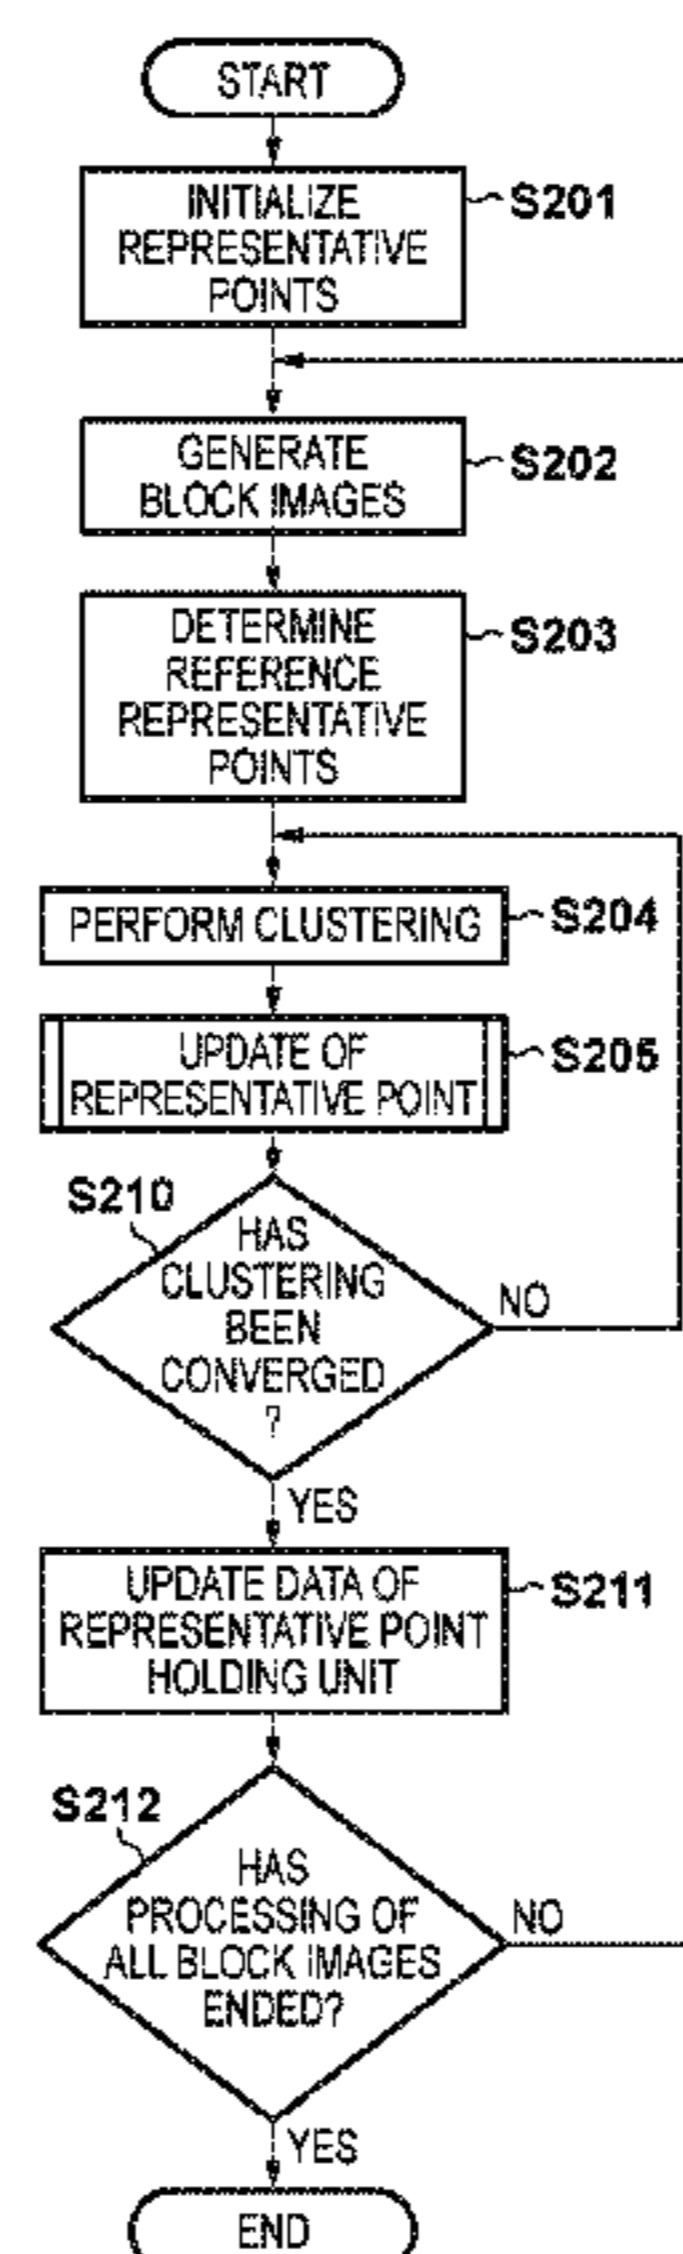 START
INITIALIZE
REPRESENTATIVE
POINTS
S201
GENERATE
BLOCK IMAGES
S202
DETERMINE
REFERENCE
REPRESENTATIVE
POINTS
S203
PERFORM CLUSTERING
S204
UPDATE OF
REPRESENTATIVE POINT
S205
S210
HAS
CLUSTERING
BEEN
CONVERGED
?
NO
YES
UPDATE DATA OF
REPRESENTATIVE POINT
HOLDING UNIT
S211
S212
HAS
PROCESSING OF
ALL BLOCK IMAGES
ENDED?
NO
YES
END